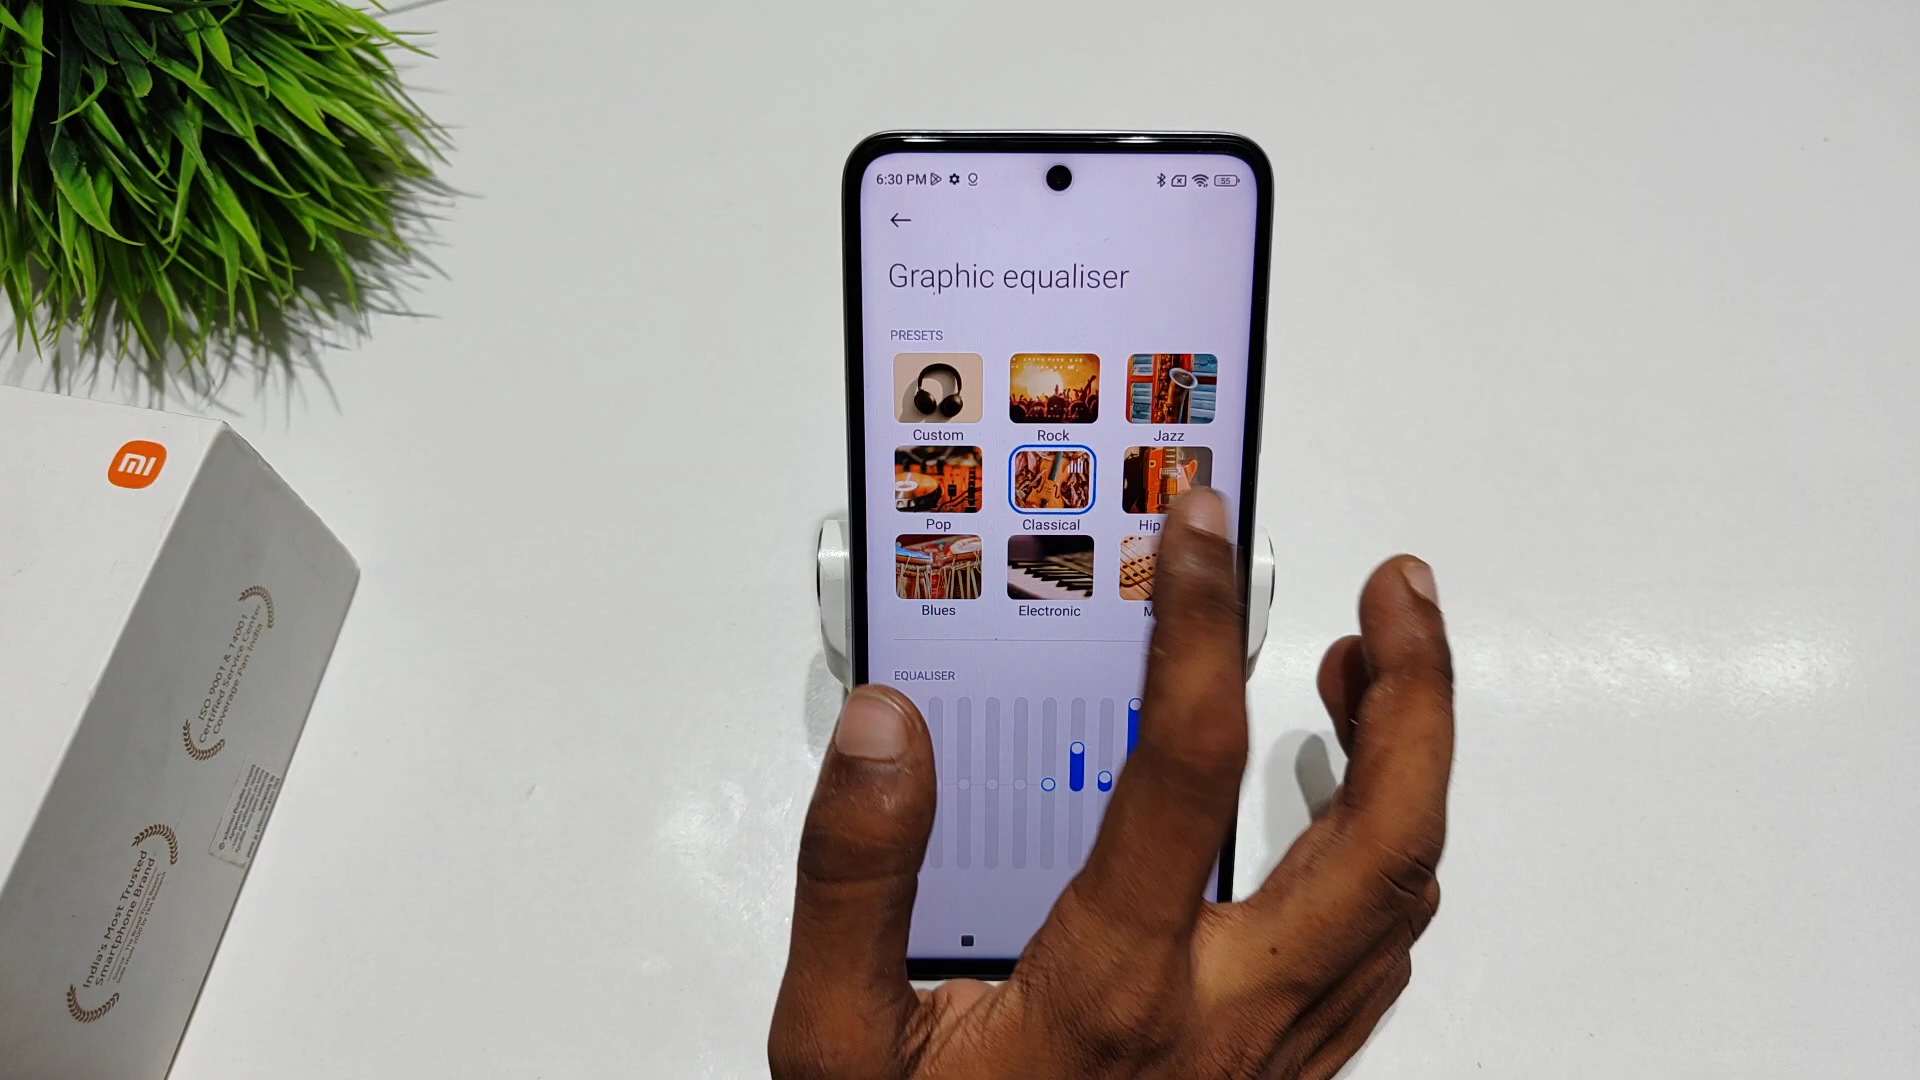 6:30 PM
55
Graphic equaliser
PRESETS
Custom
Rock
Jazz
Pop
Classical
Hip
Blues
Electronic
M
EQUALISER
mi
ISO 9001 & 14001
Certified Service Center
Coverage Pan India
India's Most Trusted
Smartphone Brand